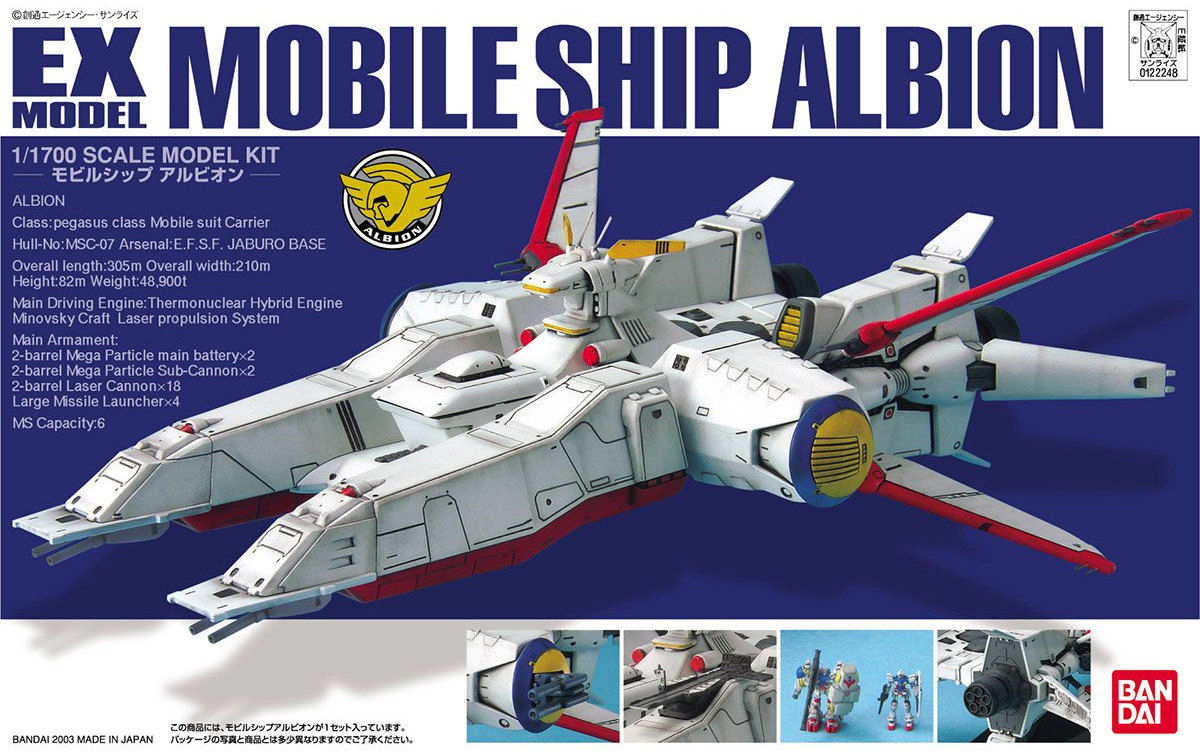 ©創通エージェンシー・サンライズ
EX
MODEL
MOBILE SHIP ALBION
創通エージェンシー
©
サンライズ
0122248
1/1700 SCALE MODEL KIT
モビルシップ アルビオン
ALBION
ALBION
Class:pegasus class Mobile suit Carrier
Hull-No:MSC-07 Arsenal:E.F.S.F. JABURO BASE
Overall length:305m Overall width:210m
Height:82m Weight:48,900t
Main Driving Engine:Thermonuclear Hybrid Engine
Minovsky Craft Laser propulsion System
Main Armament:
2-barrel Mega Particle main battery×2
2-barrel Mega Particle Sub-Cannon×2
2-barrel Laser Cannon×18
Large Missile Launcher×4
MS Capacity:6
BANDAI 2003 MADE IN JAPAN
この商品には、モビルシップアルビオンが1セット入っています。
パッケージの写真と商品とは多少異なりますのでご了承ください。
BAN
DAI